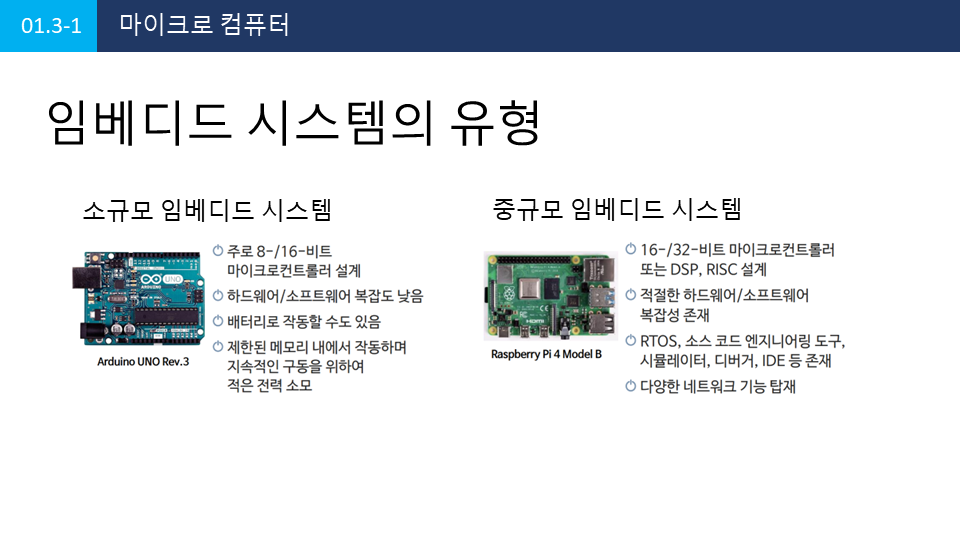 01.3-1
마이크로 컴퓨터
임베디드 시스템의 유형
소규모 임베디드 시스템
주로 8-/16-비트
마이크로컨트롤러 설계
하드웨어/소프트웨어 복잡도 낮음
배터리로 작동할 수도 있음
제한된 메모리 내에서 작동하며
지속적인 구동을 위하여
적은 전력 소모
UNO
ARDUINO
Arduino UNO Rev.3
중규모 임베디드 시스템
16-/32-비트 마이크로컨트롤러
또는 DSP, RISC 설계
적절한 하드웨어/소프트웨어
복잡성 존재
RTOS, 소스 코드 엔지니어링 도구,
시뮬레이터, 디버거, IDE 등 존재
다양한 네트워크 기능 탑재
HDMI
Raspberry Pi 4 Model B